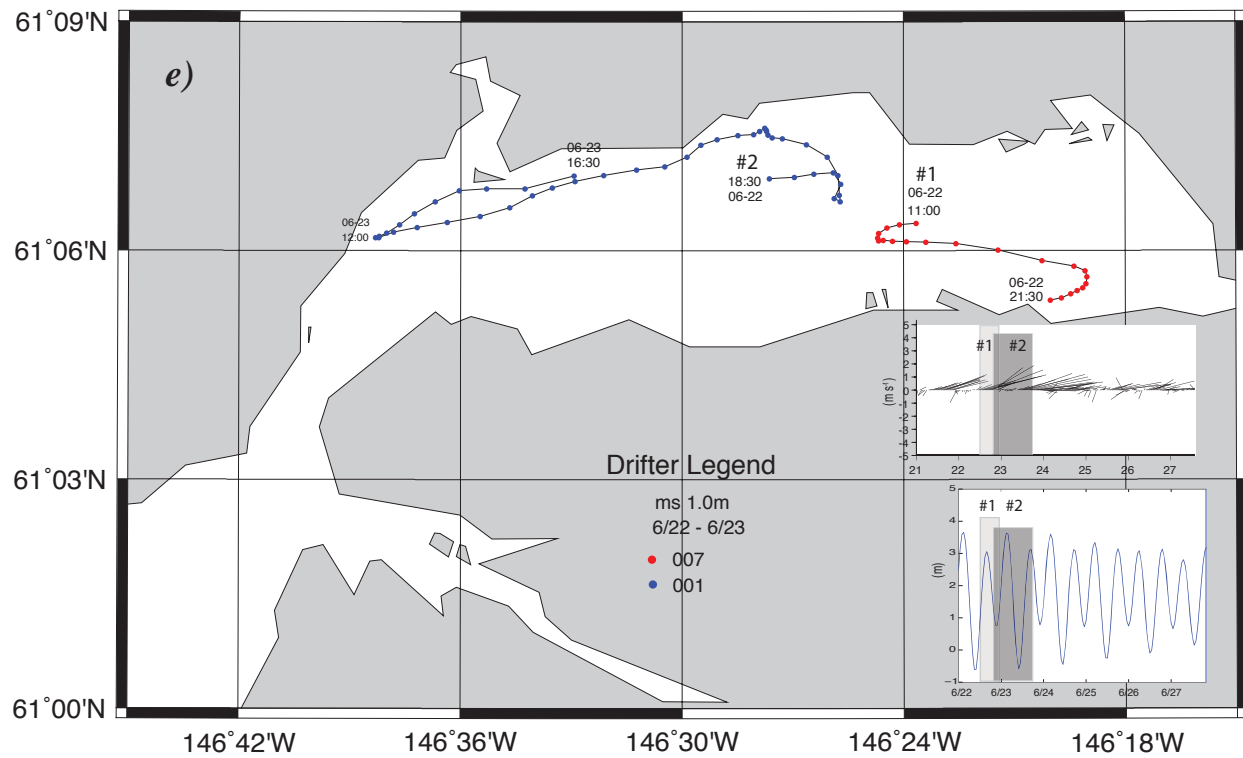 61°09'N
e)
06-23
16:30
#2
18:30
06-22
#1
06-22
11:00
06-23
12:00
61°06'N
06-22
21:30
5
4
3
2
1
0
-1
-2
-3
-4
-5
(m s⁻¹)
#1 #2
21 22 23 24 25 26 27
61°03'N
Drifter Legend
ms 1.0m
6/22 - 6/23
007
001
5
4
3
2
1
0
−1
(m)
#1 #2
6/22 6/23 6/24 6/25 6/26 6/27
61°00'N
146°42'W 146°36'W 146°30'W 146°24'W 146°18'W